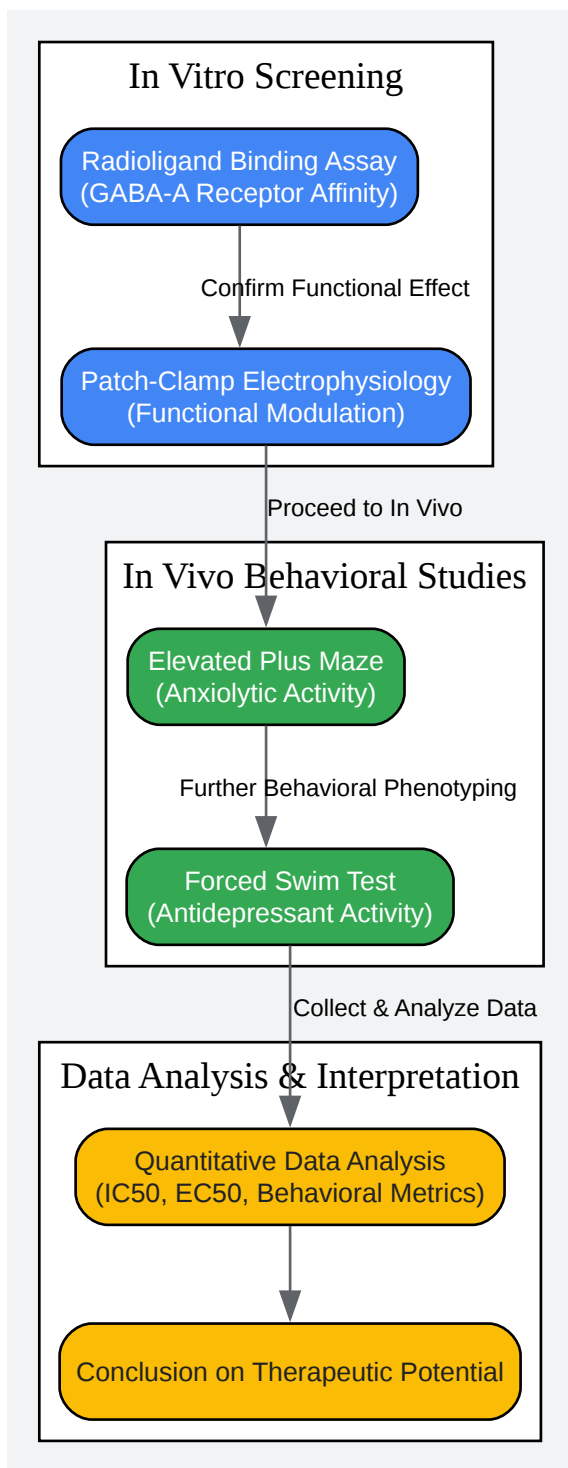 In Vitro Screening
Radioligand Binding Assay
(GABA-A Receptor Affinity)
Confirm Functional Effect
Patch-Clamp Electrophysiology
(Functional Modulation)
Proceed to In Vivo
In Vivo Behavioral Studies
Elevated Plus Maze
(Anxiolytic Activity)
Further Behavioral Phenotyping
Forced Swim Test
(Antidepressant Activity)
Collect & Analyze Data
Data Analysis & Interpretation
Quantitative Data Analysis
(IC50, EC50, Behavioral Metrics)
Conclusion on Therapeutic Potential